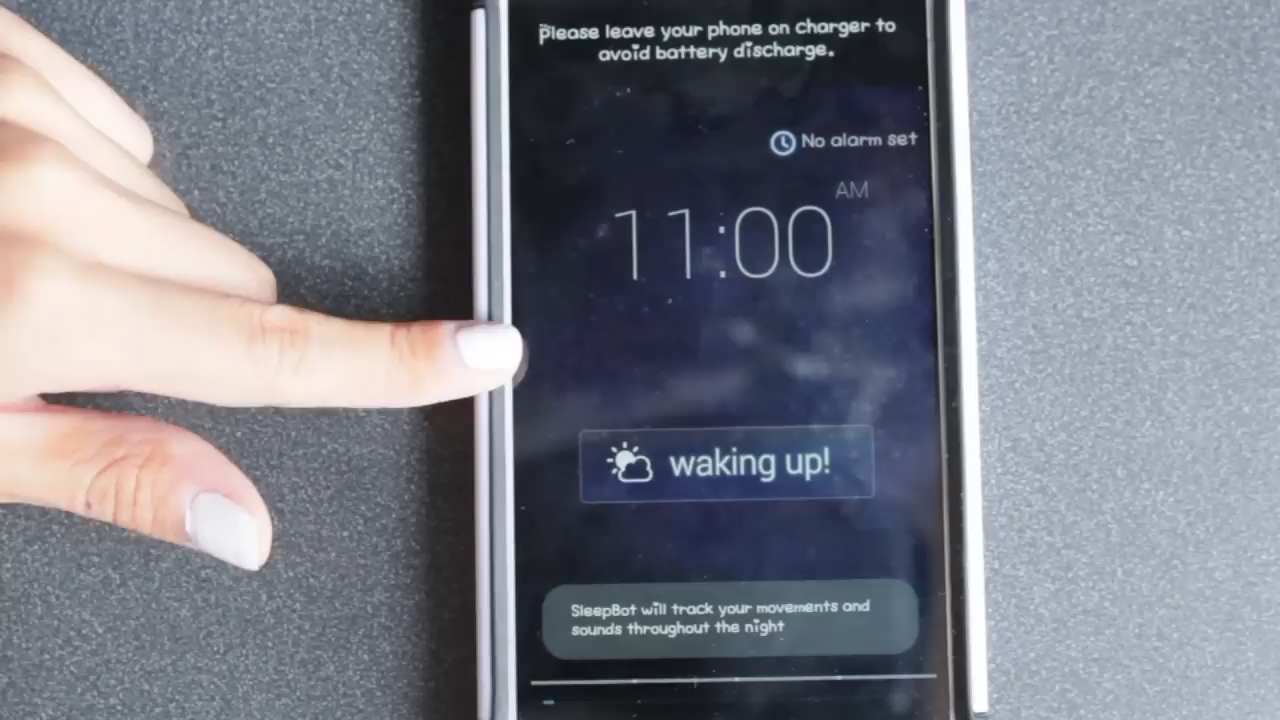 Please leave your phone on charger to
avoid battery discharge.
No alarm set
AM
11:00
waking up!
SleepBot will track your movements and
sounds throughout the night